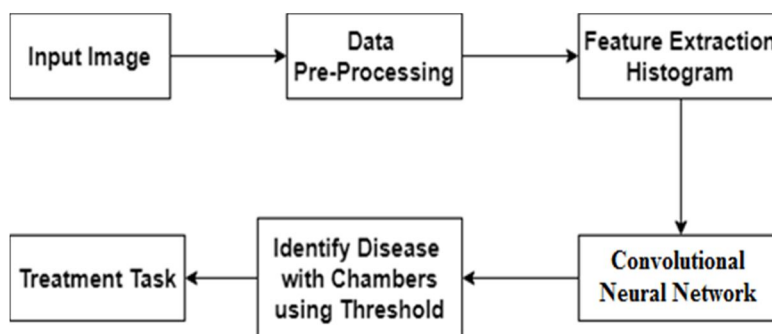 Input Image
Data
Pre-Processing
Feature Extraction
Histogram
Convolutional
Neural Network
Identify Disease
with Chambers
using Threshold
Treatment Task